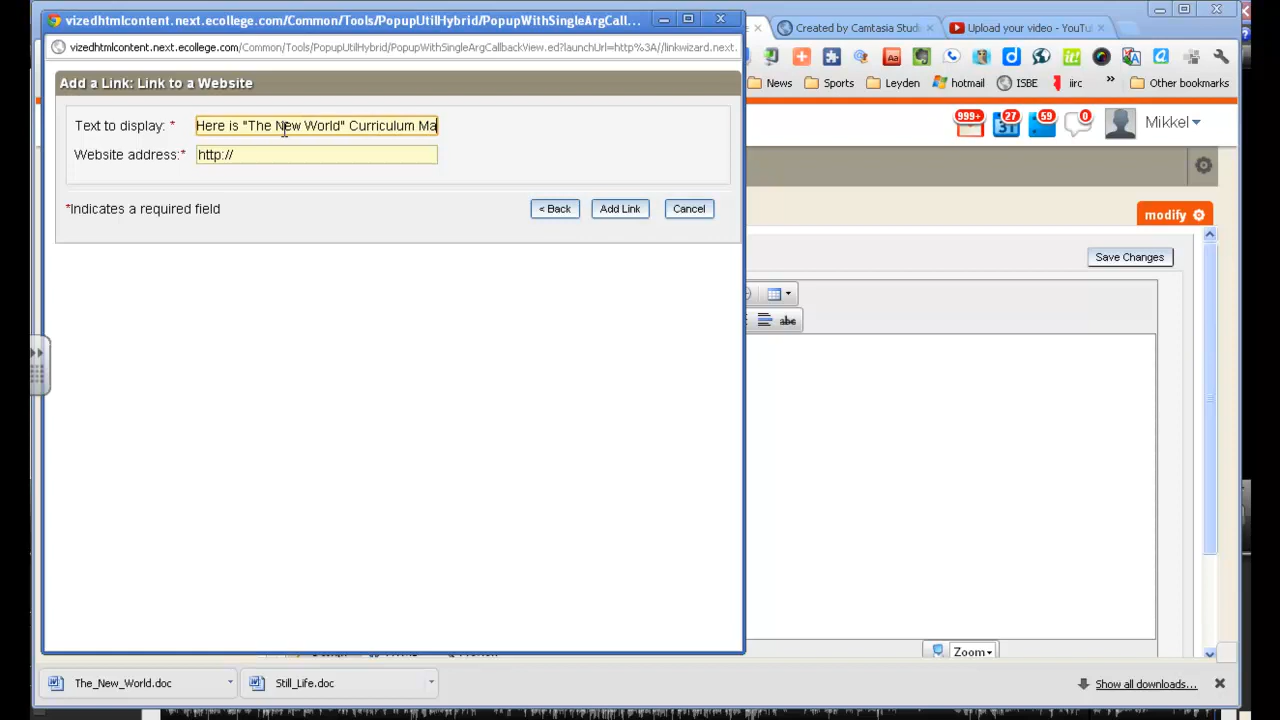 vizedhtmlcontent.next.ecollege.com/Common/Tools/PopupUtilHybrid/PopupWithSingleArgCall...
vizedhtmlcontent.next.ecollege.com/Common/Tools/PopupUtilHybrid/PopupWithSingleArgCallbackView.ed?launchUrl=http%3A//linkwizard.next.
Add a Link: Link to a Website
Text to display: * Here is "The New World" Curriculum Ma
Website address:* http://
*Indicates a required field
< Back Add Link Cancel
Created by Camtasia Studi
Upload your video - YouTu
News Sports Leyden hotmail ISBE iirc Other bookmarks
999+ 27 59 Mikkel
modify
Save Changes
abc
Zoom
The_New_World.doc Still_Life.doc Show all downloads...